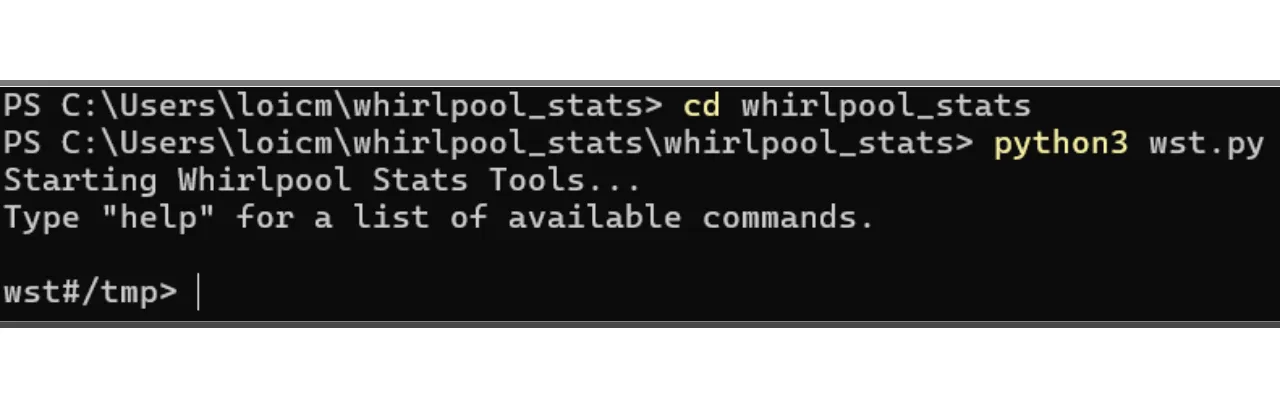 PS C:\Users\loicm\whirlpool_stats> cd whirlpool_stats
PS C:\Users\loicm\whirlpool_stats\whirlpool_stats> python3 wst.py
Starting Whirlpool Stats Tools...
Type "help" for a list of available commands.
wst#/tmp>